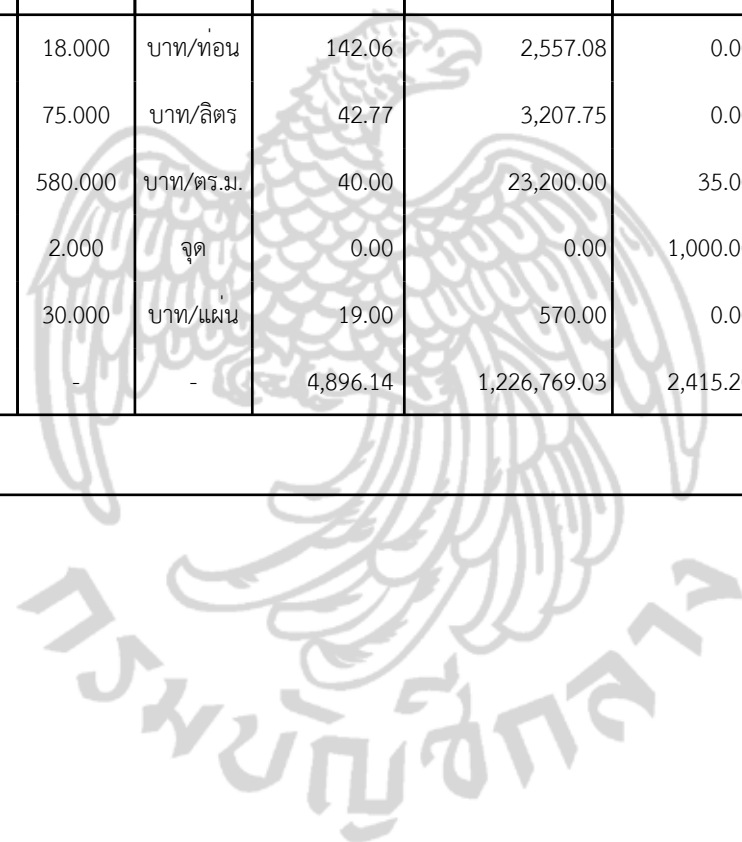 18.000 บาท/ท่อน 142.06 2,557.08 0.0
75.000 บาท/ลิตร 42.77 3,207.75 0.0
580.000 บาท/ตร.ม. 40.00 23,200.00 35.0
2.000 จุด 0.00 0.00 1,000.0
30.000 บาท/แผ่น 19.00 570.00 0.0
- - 4,896.14 1,226,769.03 2,415.2
กรมบัญชีกลาง